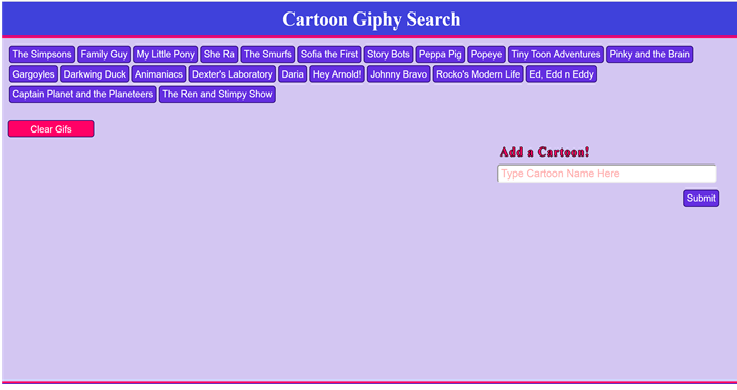 Cartoon Giphy Search
The Simpsons Family Guy My Little Pony She Ra The Smurfs Sofia the First Story Bots Peppa Pig Popeye Tiny Toon Adventures Pinky and the Brain
Gargoyles Darkwing Duck Animaniacs Dexter's Laboratory Daria Hey Arnold! Johnny Bravo Rocko's Modern Life Ed, Edd n Eddy
Captain Planet and the Planeteers The Ren and Stimpy Show
Clear Gifs
Add a Cartoon!
Type Cartoon Name Here
Submit